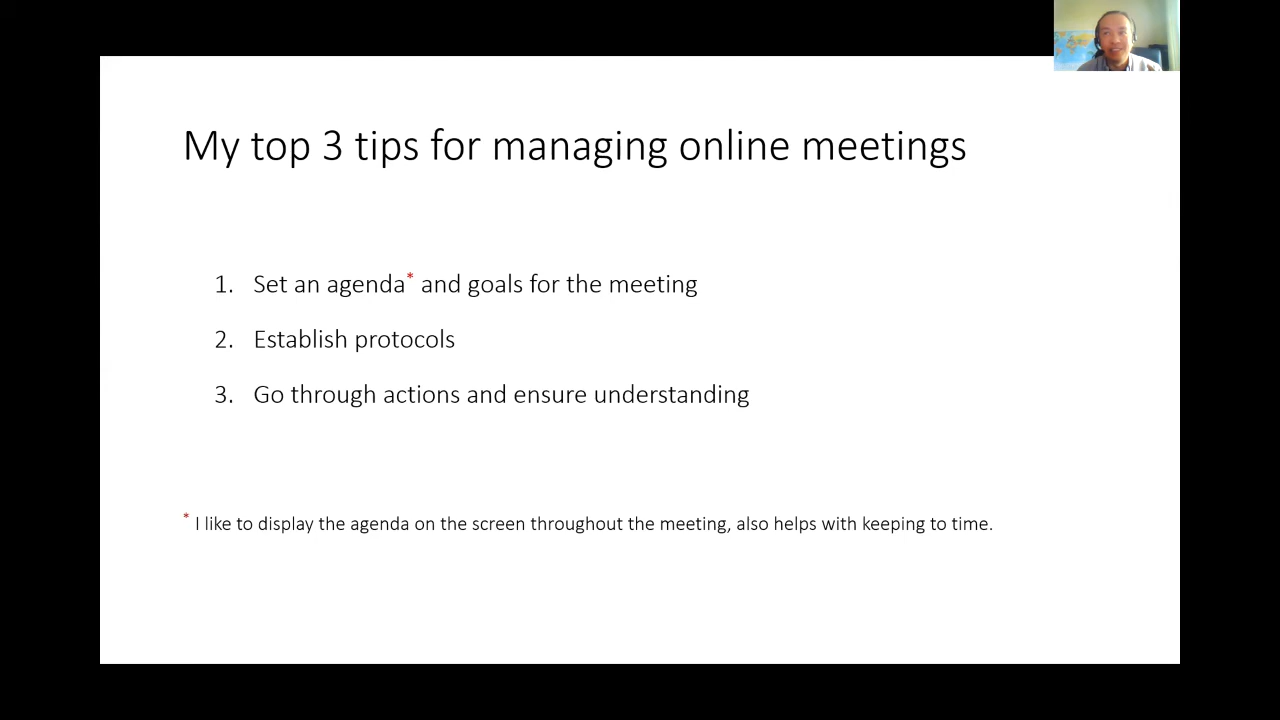 My top 3 tips for managing online meetings
1. Set an agenda* and goals for the meeting
2. Establish protocols
3. Go through actions and ensure understanding
* I like to display the agenda on the screen throughout the meeting, also helps with keeping to time.